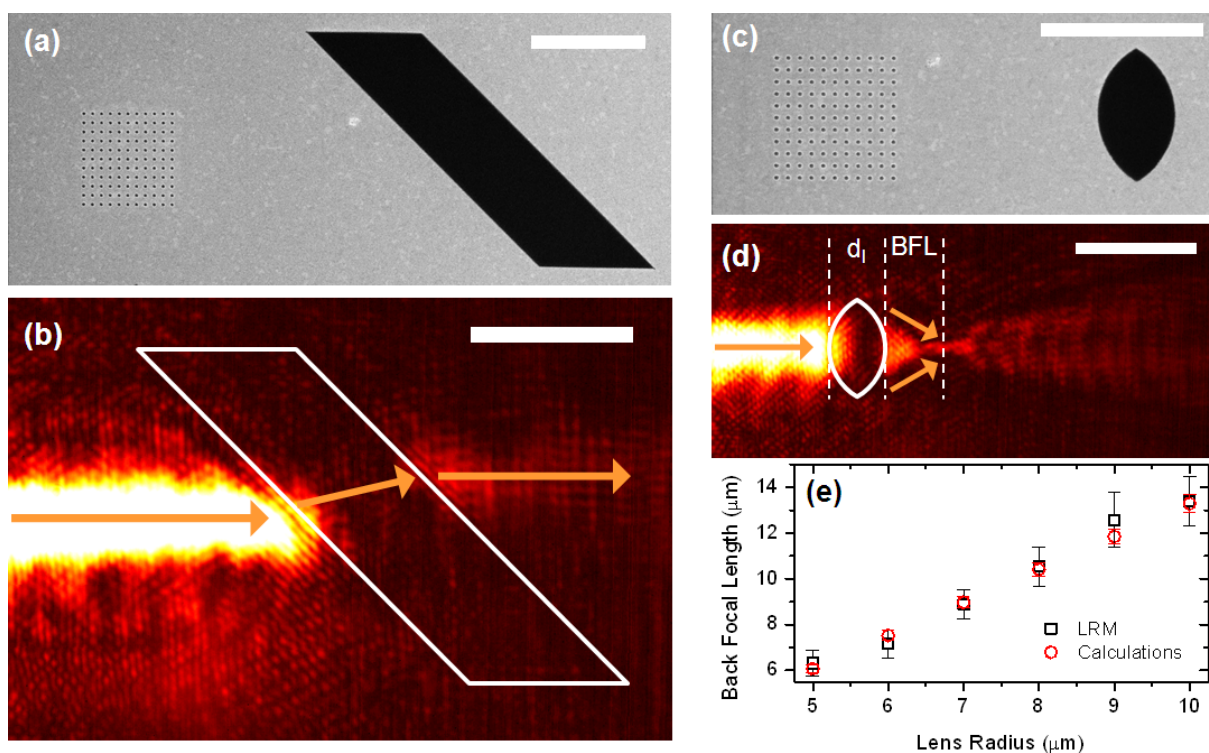 (a)
(b)
(c)
(d)
d_l
BFL
(e)
Back Focal Length (μm)
14
12
10
8
6
LRM
Calculations
5
6
7
8
9
10
Lens Radius (μm)